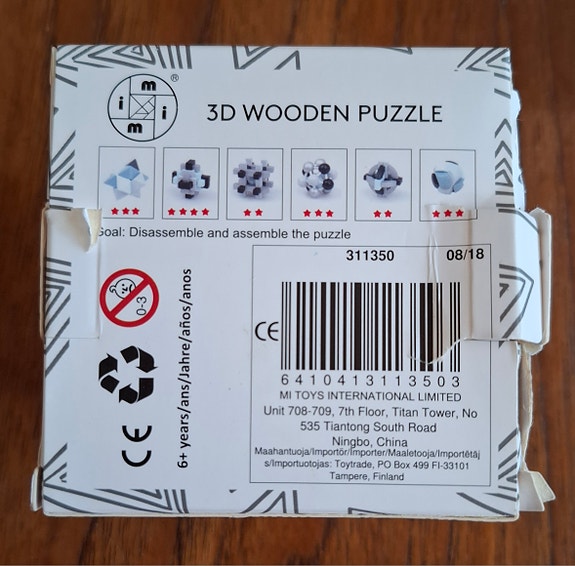 m
i i
m
®
3D WOODEN PUZZLE
Goal: Disassemble and assemble the puzzle
311350 08/18
0-3
6+ years/ans/Jahre/años/anos
CE
CE
6410413113503
MI TOYS INTERNATIONAL LIMITED
Unit 708-709, 7th Floor, Titan Tower, No
535 Tiantong South Road
Ningbo, China
Maahantuoja/Importör/Importer/Maaletooja/Importētāj
s/Importuotojas: Toytrade, PO Box 499 FI-33101
Tampere, Finland